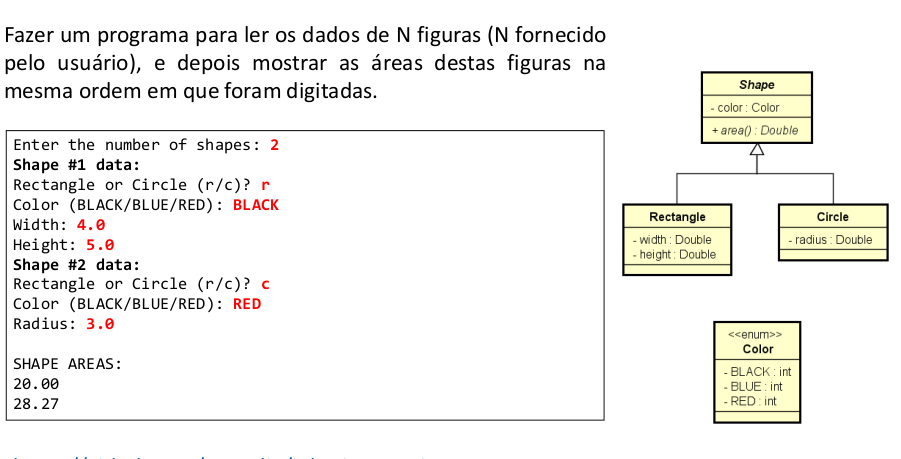 Fazer um programa para ler os dados de N figuras (N fornecido
pelo usuário), e depois mostrar as áreas destas figuras na
mesma ordem em que foram digitadas.
Enter the number of shapes: 2
Shape #1 data:
Rectangle or Circle (r/c)? r
Color (BLACK/BLUE/RED): BLACK
Width: 4.0
Height: 5.0
Shape #2 data:
Rectangle or Circle (r/c)? c
Color (BLACK/BLUE/RED): RED
Radius: 3.0
SHAPE AREAS:
20.00
28.27
Shape
- color : Color
+ area() : Double
Rectangle
- width : Double
- height : Double
Circle
- radius : Double
<<enum>>
Color
- BLACK : int
- BLUE : int
- RED : int